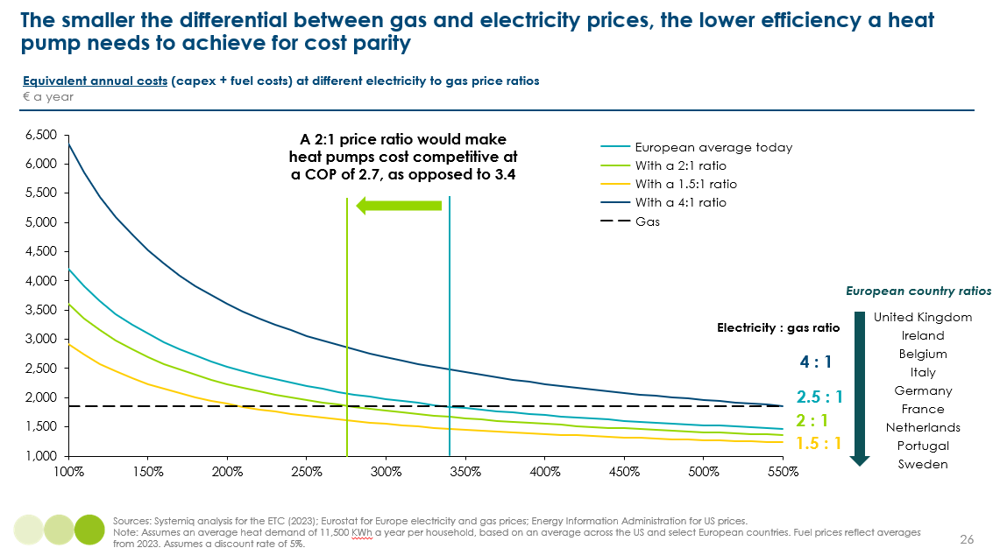 The smaller the differential between gas and electricity prices, the lower efficiency a heat
pump needs to achieve for cost parity
Equivalent annual costs (capex + fuel costs) at different electricity to gas price ratios
€ a year
A 2:1 price ratio would make
heat pumps cost competitive at
a COP of 2.7, as opposed to 3.4
European average today
With a 2:1 ratio
With a 1.5:1 ratio
With a 4:1 ratio
Gas
6,500
6,000
5,500
5,000
4,500
4,000
3,500
3,000
2,500
2,000
1,500
1,000
100% 150% 200% 250% 300% 350% 400% 450% 500% 550%
Electricity : gas ratio
4 : 1
2.5 : 1
2 : 1
1.5 : 1
European country ratios
United Kingdom
Ireland
Belgium
Italy
Germany
France
Netherlands
Portugal
Sweden
Sources: Systemiq analysis for the ETC (2023); Eurostat for Europe electricity and gas prices; Energy Information Administration for US prices.
Note: Assumes an average heat demand of 11,500 KWh a year per household, based on an average across the US and select European countries. Fuel prices reflect averages
from 2023. Assumes a discount rate of 5%.
26